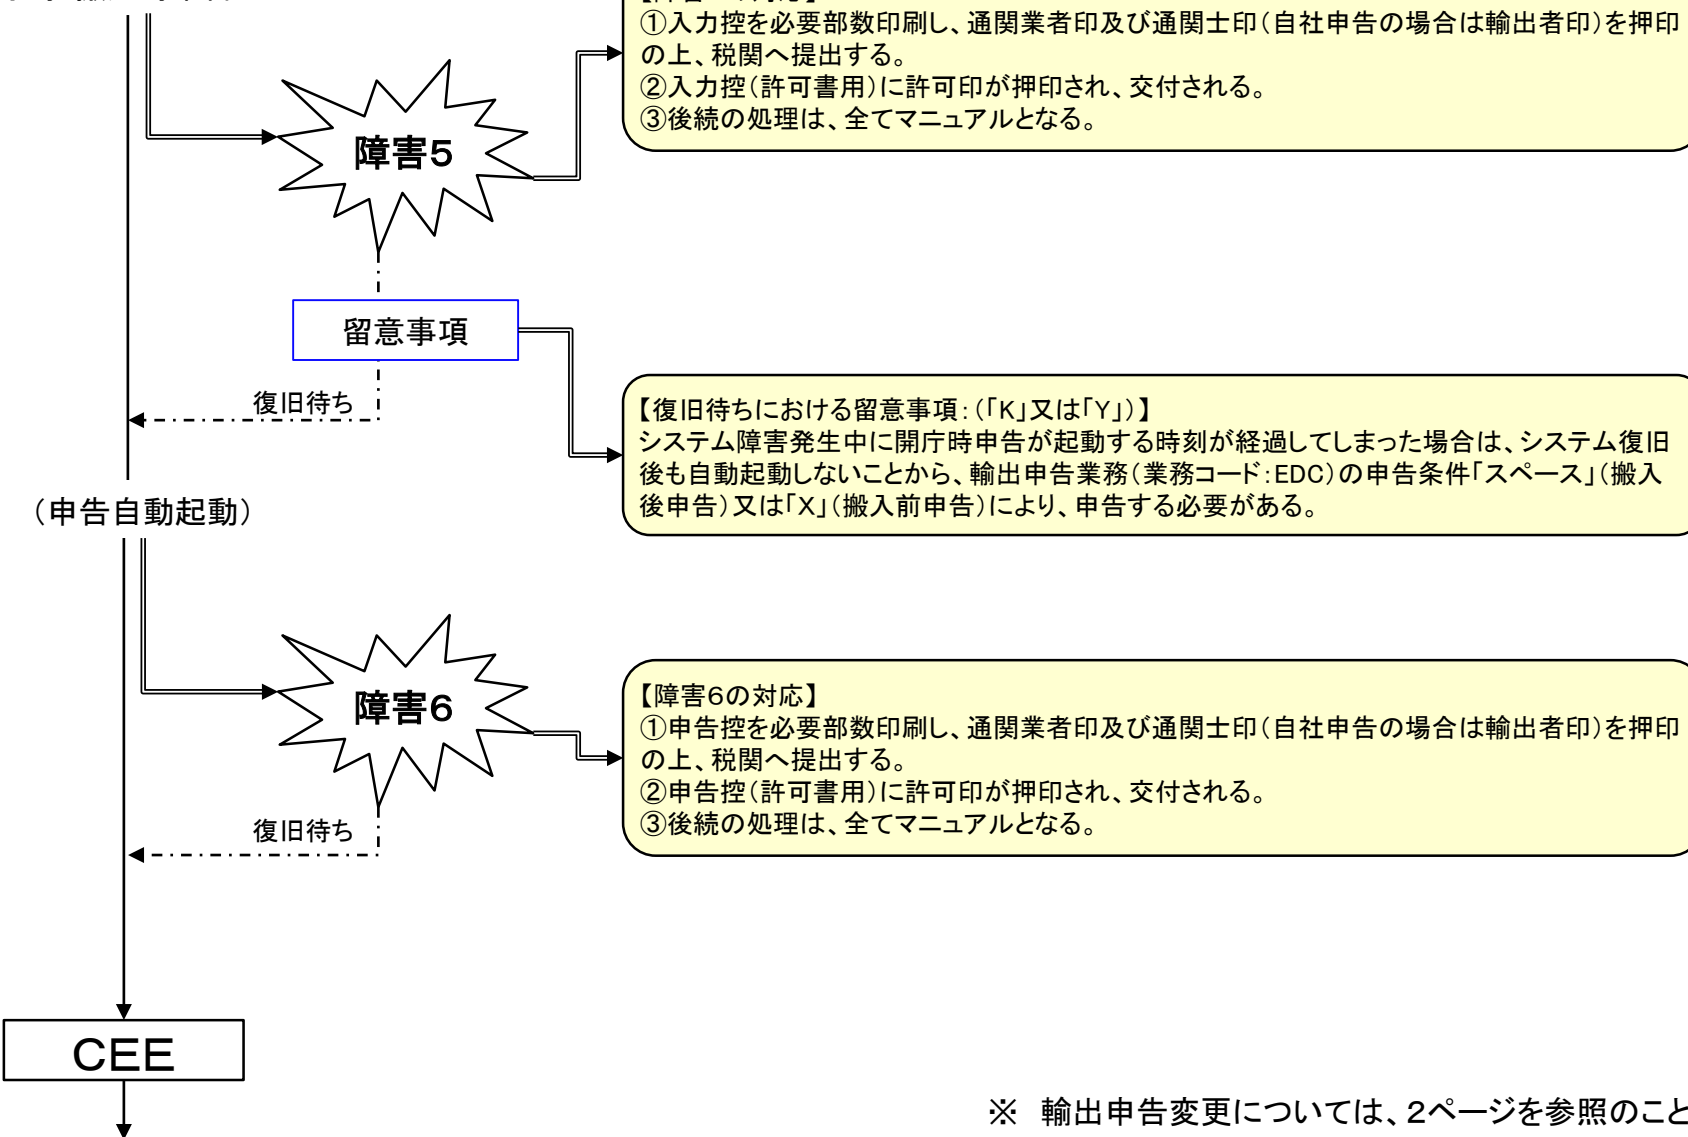 ①入力控を必要部数印刷し、通関業者印及び通関士印(自社申告の場合は輸出者印)を押印
の上、税関へ提出する。
②入力控(許可書用)に許可印が押印され、交付される。
③後続の処理は、全てマニュアルとなる。
障害5
留意事項
復旧待ち
【復旧待ちにおける留意事項:(「K」又は「Y」)】
システム障害発生中に開庁時申告が起動する時刻が経過してしまった場合は、システム復旧
後も自動起動しないことから、輸出申告業務(業務コード:EDC)の申告条件「スペース」(搬入
後申告)又は「X」(搬入前申告)により、申告する必要がある。
(申告自動起動)
障害6
【障害6の対応】
①申告控を必要部数印刷し、通関業者印及び通関士印(自社申告の場合は輸出者印)を押印
の上、税関へ提出する。
②申告控(許可書用)に許可印が押印され、交付される。
③後続の処理は、全てマニュアルとなる。
復旧待ち
CEE
※ 輸出申告変更については、2ページを参照のこと